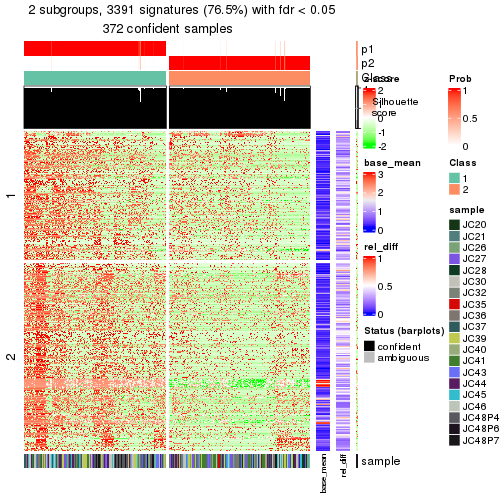 2 subgroups, 3391 signatures (76.5%) with fdr < 0.05
372 confident samples
p1
p2
Class
Silhouette
score
1
2
z-score
2
1
0
-1
-2
base_mean
3
2
1
0
rel_diff
1
0.5
0
Status (barplots)
confident
ambiguous
Prob
1
0.5
0
Class
1
2
sample
JC20
JC21
JC26
JC27
JC28
JC30
JC32
JC35
JC36
JC37
JC39
JC40
JC41
JC43
JC44
JC45
JC46
JC48P4
JC48P6
JC48P7
base_mean
rel_diff
sample